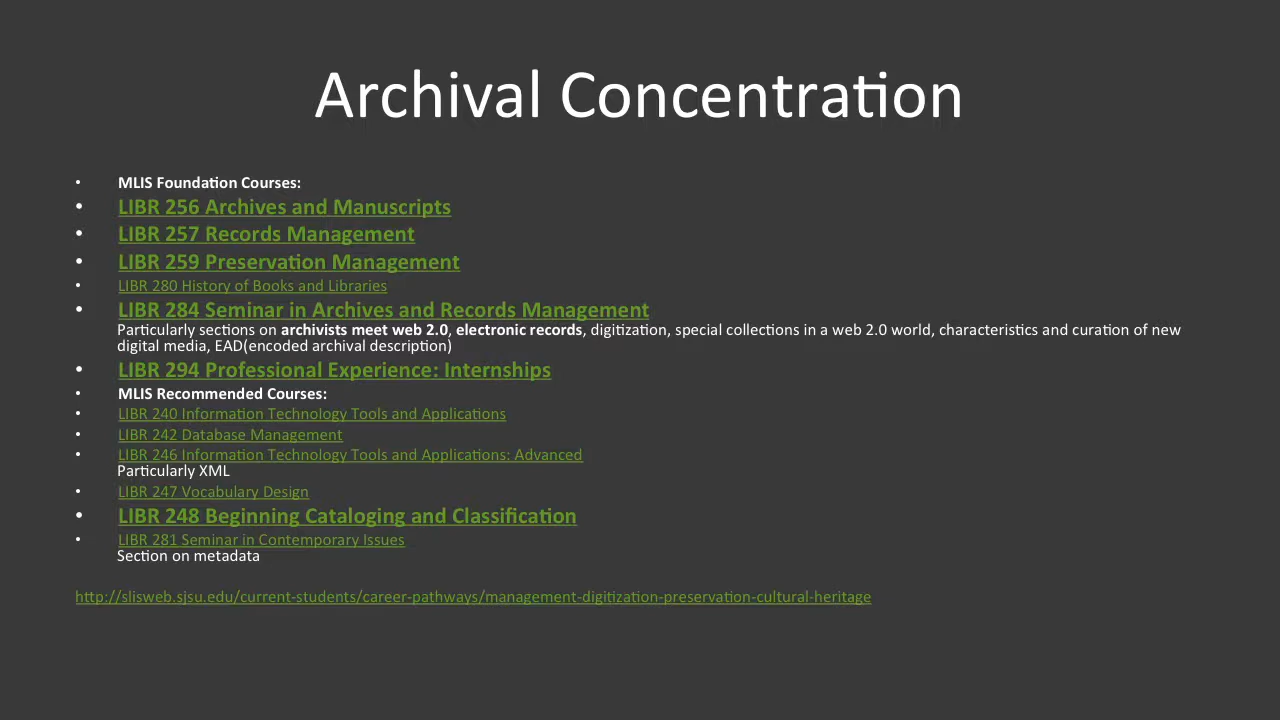 Archival Concentration
• MLIS Foundation Courses:
• LIBR 256 Archives and Manuscripts
• LIBR 257 Records Management
• LIBR 259 Preservation Management
• LIBR 280 History of Books and Libraries
• LIBR 284 Seminar in Archives and Records Management
Particularly sections on archivists meet web 2.0, electronic records, digitization, special collections in a web 2.0 world, characteristics and curation of new
digital media, EAD(encoded archival description)
• LIBR 294 Professional Experience: Internships
• MLIS Recommended Courses:
• LIBR 240 Information Technology Tools and Applications
• LIBR 242 Database Management
• LIBR 246 Information Technology Tools and Applications: Advanced
Particularly XML
• LIBR 247 Vocabulary Design
• LIBR 248 Beginning Cataloging and Classification
• LIBR 281 Seminar in Contemporary Issues
Section on metadata
http://slisweb.sjsu.edu/current-students/career-pathways/management-digitization-preservation-cultural-heritage